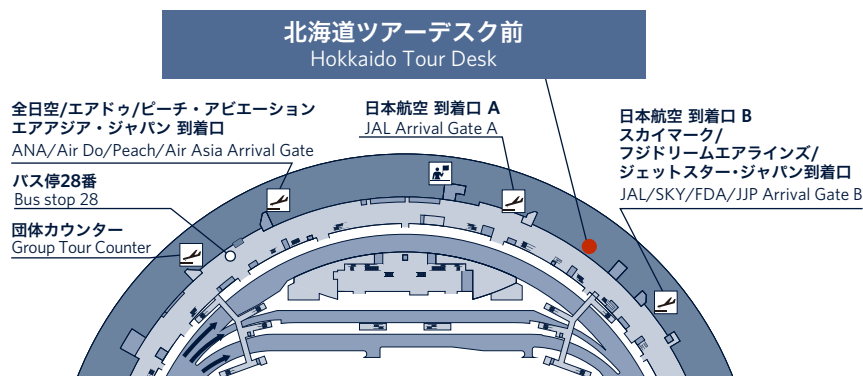 北海道ツアーデスク前
Hokkaido Tour Desk
全日空/エアドゥ/ピーチ・アビエーション
エアアジア・ジャパン 到着口
ANA/Air Do/Peach/Air Asia Arrival Gate
バス停28番
Bus stop 28
団体カウンター
Group Tour Counter
日本航空 到着口 A
JAL Arrival Gate A
日本航空 到着口 B
スカイマーク/
フジドリームエアラインズ/
ジェットスター・ジャパン到着口
JAL/SKY/FDA/JJP Arrival Gate B